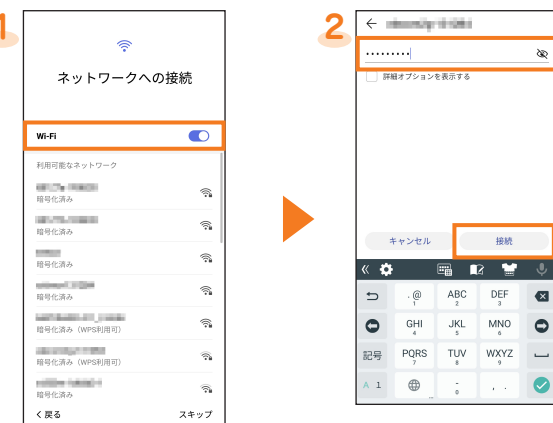 1
ネットワークへの接続
Wi-Fi
利用可能なネットワーク
暗号化済み
暗号化済み
暗号化済み
暗号化済み
暗号化済み（WPS利用可）
暗号化済み（WPS利用可）
暗号化済み
く戻る
スキップ
2
詳細オプションを表示する
キャンセル
接続
.@ ABC DEF
1 2 3
GHI JKL MNO
4 5 6
記号 PQRS TUV WXYZ
7 8 9
A 1 - , .
0